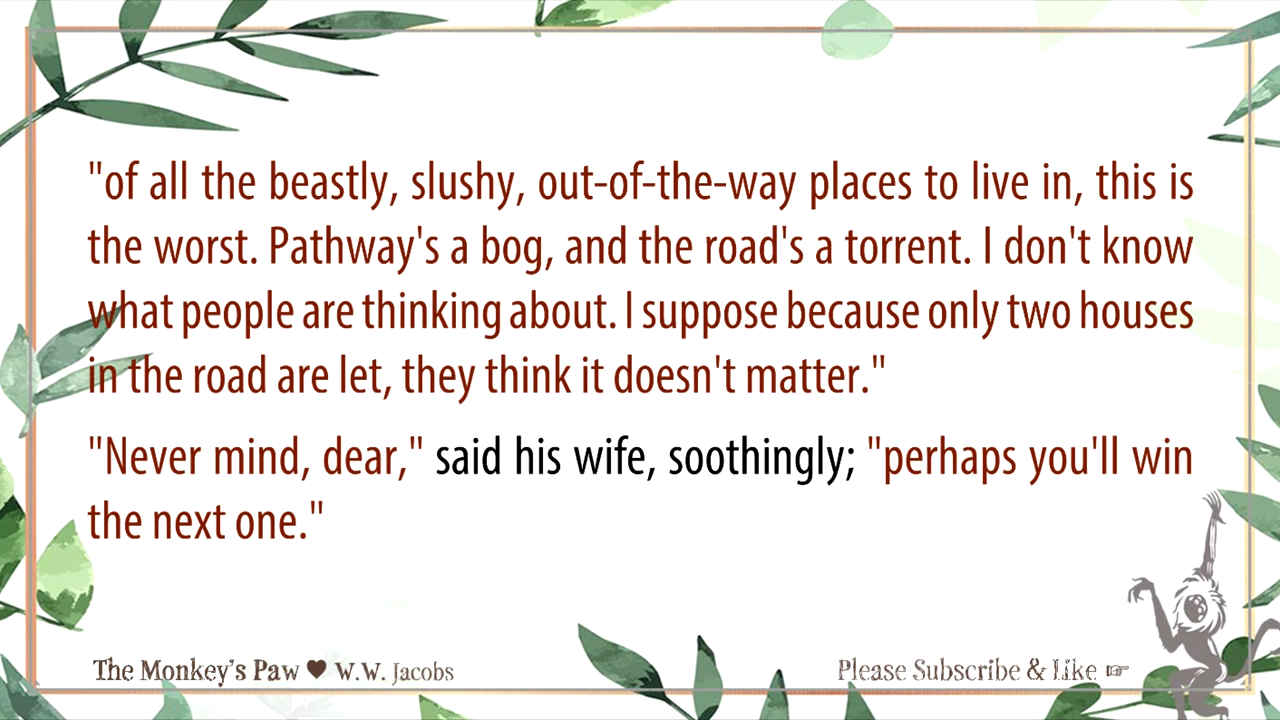 "of all the beastly, slushy, out-of-the-way places to live in, this is
the worst. Pathway's a bog, and the road's a torrent. I don't know
what people are thinking about. I suppose because only two houses
in the road are let, they think it doesn't matter."
"Never mind, dear," said his wife, soothingly; "perhaps you'll win
the next one."
The Monkey's Paw ♥ W.W. Jacobs
Please Subscribe & Like ☞